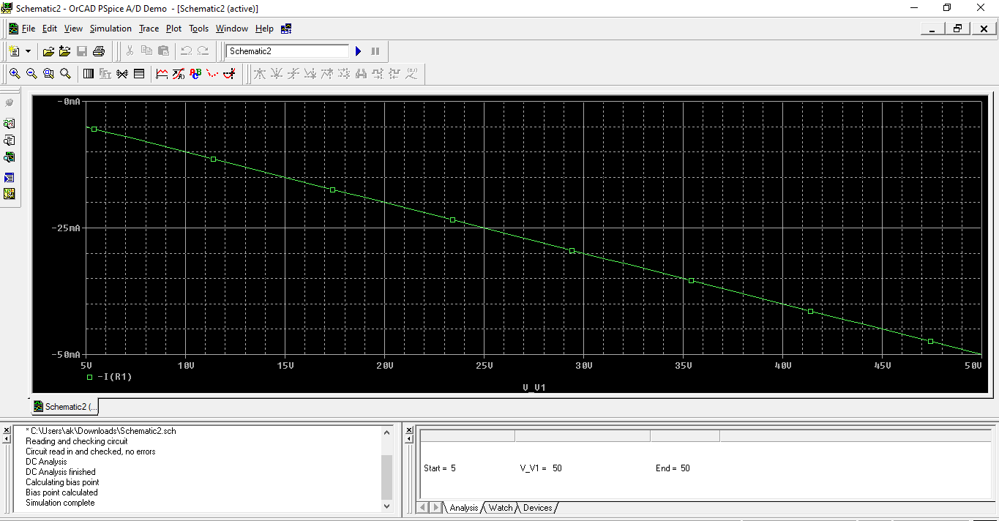 Schematic2 - OrCAD PSpice A/D Demo - [Schematic2 (active)]
File Edit View Simulation Trace Plot Tools Window Help
Schematic2
-0mA
-25mA
-50mA
5V 10V 15V 20V 25V 30V 35V 40V 45V 50V
-I(R1)
V_V1
Schematic2 (...
* C:\Users\ak\Downloads\Schematic2.sch
Reading and checking circuit
Circuit read in and checked, no errors
DC Analysis
DC Analysis finished
Calculating bias point
Bias point calculated
Simulation complete
Start = 5 V_V1 = 50 End = 50
Analysis Watch Devices